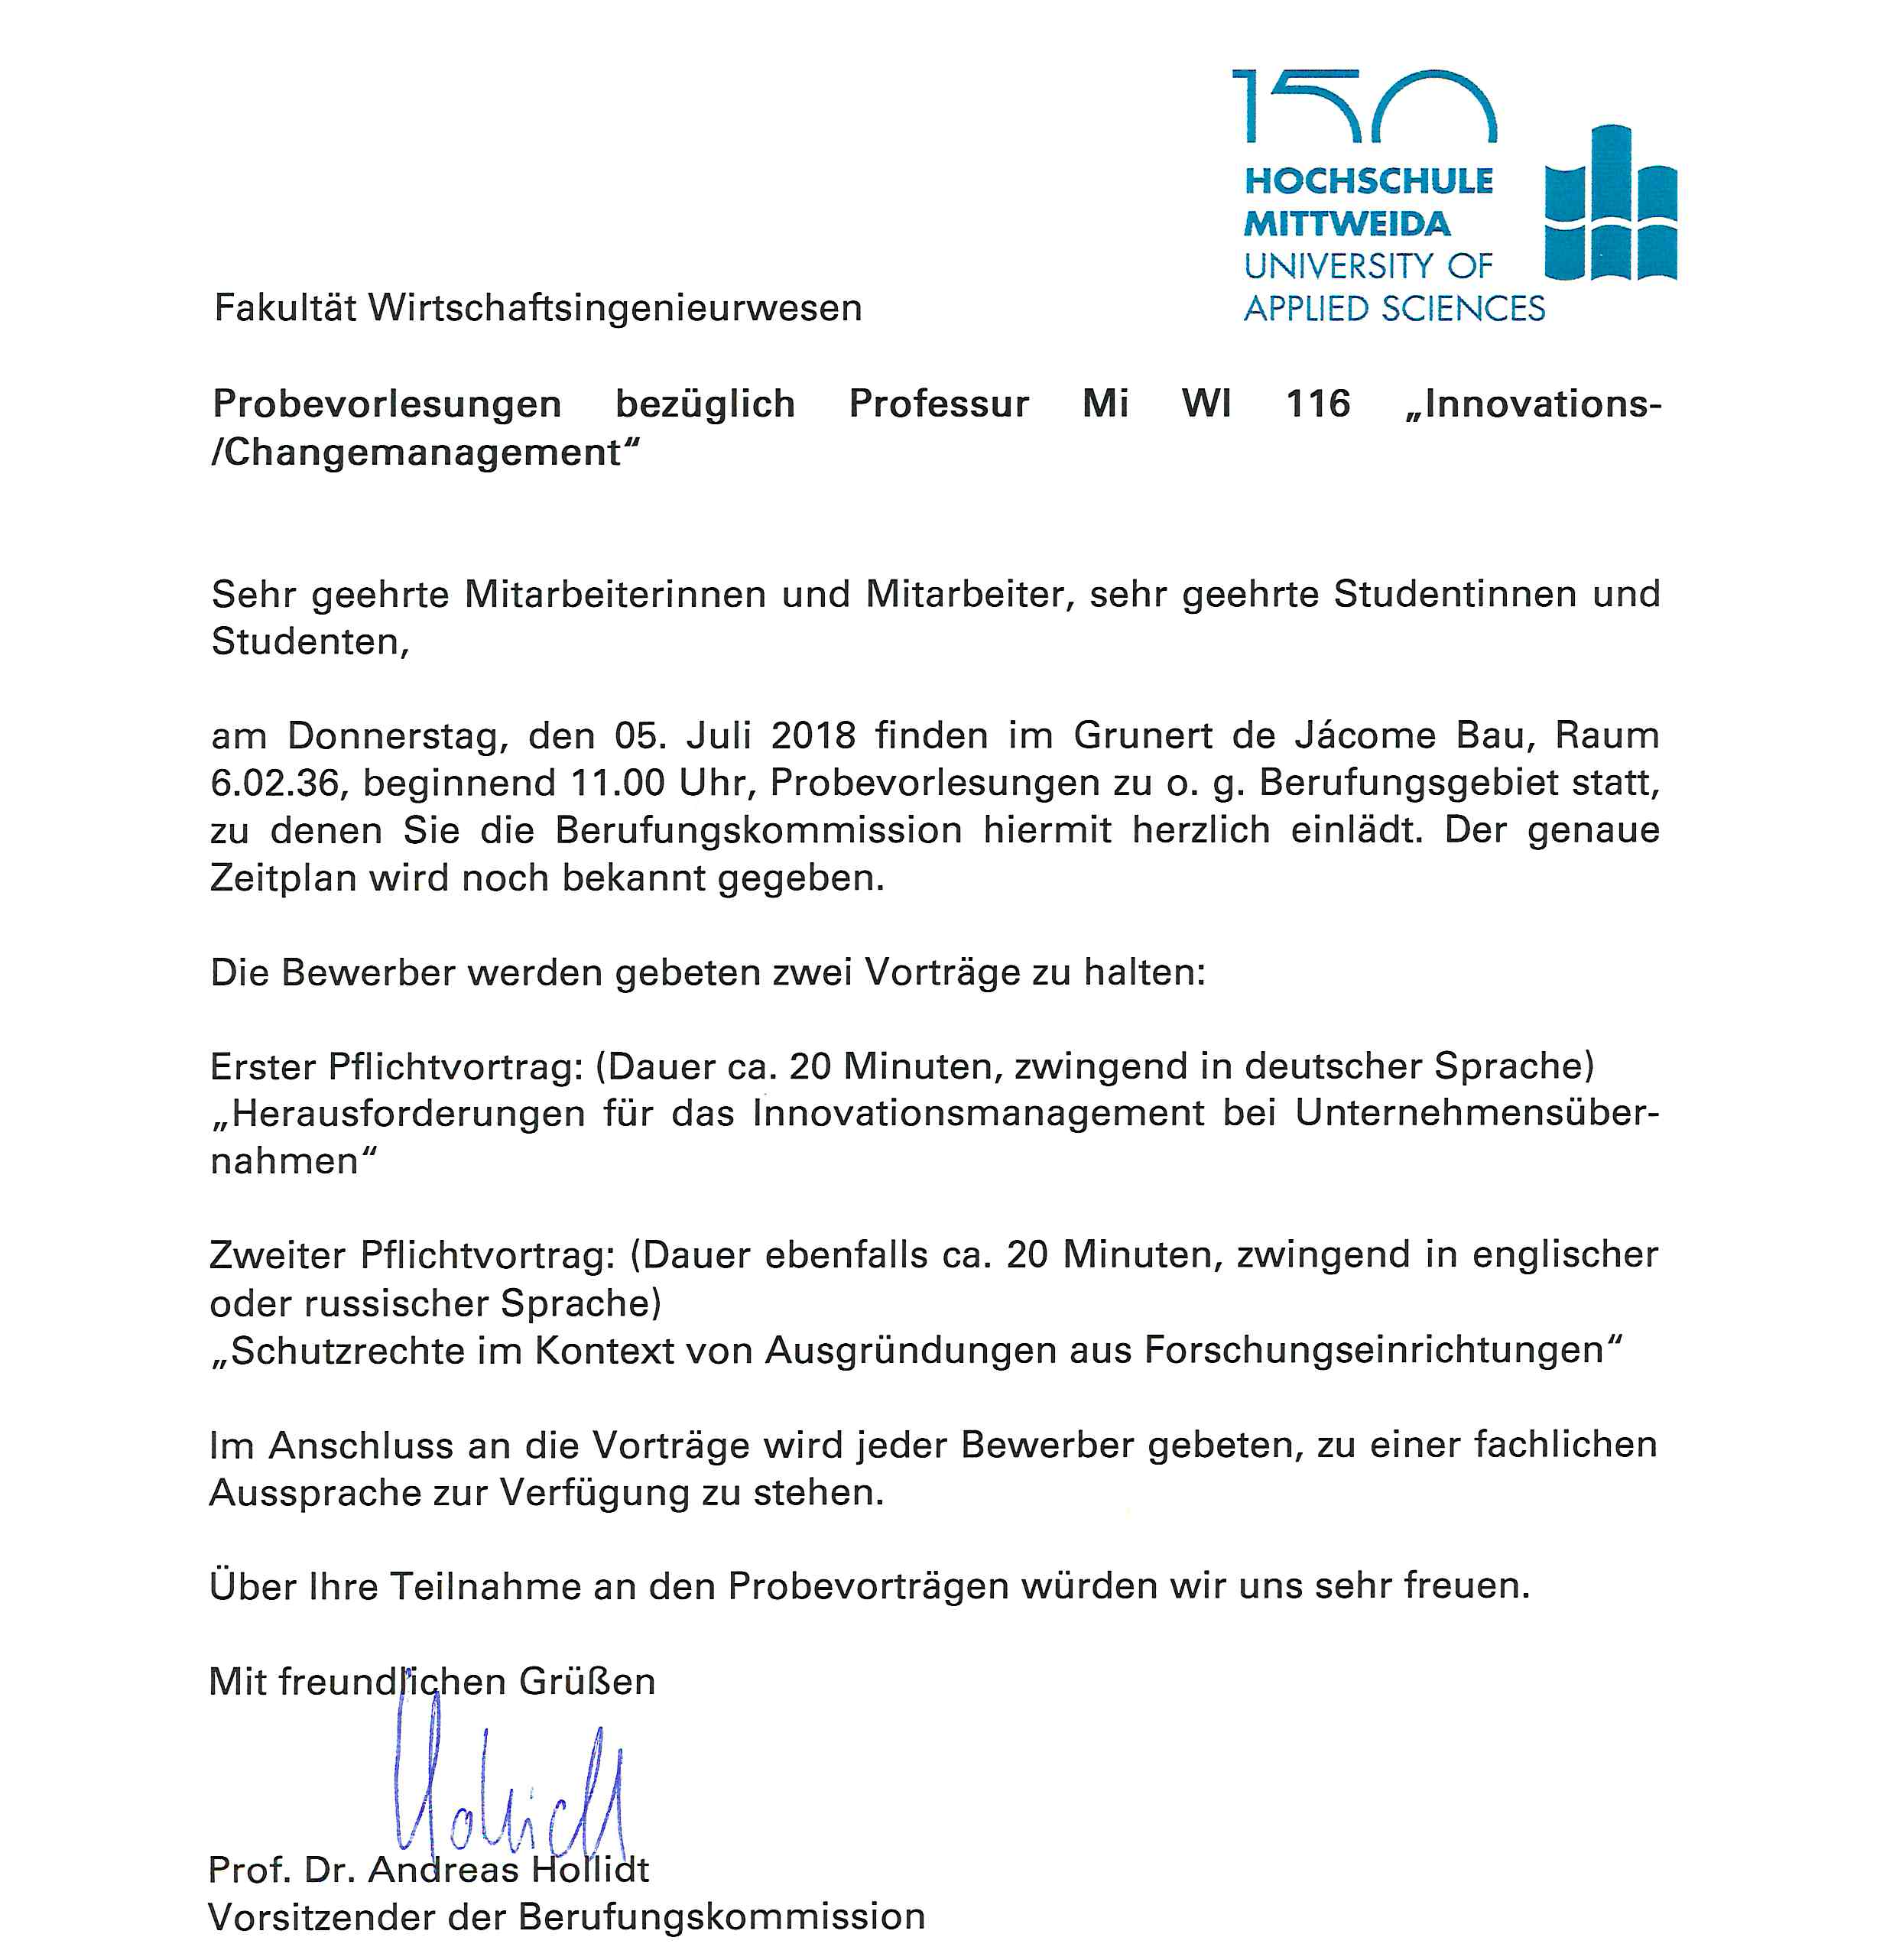 150
HOCHSCHULE
MITTWEIDA
UNIVERSITY OF
APPLIED SCIENCES
Fakultät Wirtschaftsingenieurwesen
Probevorlesungen bezüglich Professur Mi WI 116 „Innovations-
/Changemanagement“
Sehr geehrte Mitarbeiterinnen und Mitarbeiter, sehr geehrte Studentinnen und
Studenten,
am Donnerstag, den 05. Juli 2018 finden im Grunert de Jácome Bau, Raum
6.02.36, beginnend 11.00 Uhr, Probevorlesungen zu o. g. Berufungsgebiet statt,
zu denen Sie die Berufungskommission hiermit herzlich einlädt. Der genaue
Zeitplan wird noch bekannt gegeben.
Die Bewerber werden gebeten zwei Vorträge zu halten:
Erster Pflichtvortrag: (Dauer ca. 20 Minuten, zwingend in deutscher Sprache)
„Herausforderungen für das Innovationsmanagement bei Unternehmensüber-
nahmen“
Zweiter Pflichtvortrag: (Dauer ebenfalls ca. 20 Minuten, zwingend in englischer
oder russischer Sprache)
„Schutzrechte im Kontext von Ausgründungen aus Forschungseinrichtungen“
Im Anschluss an die Vorträge wird jeder Bewerber gebeten, zu einer fachlichen
Aussprache zur Verfügung zu stehen.
Über Ihre Teilnahme an den Probevorträgen würden wir uns sehr freuen.
Mit freundlichen Grüßen
Hollidt
Prof. Dr. Andreas Hollidt
Vorsitzender der Berufungskommission